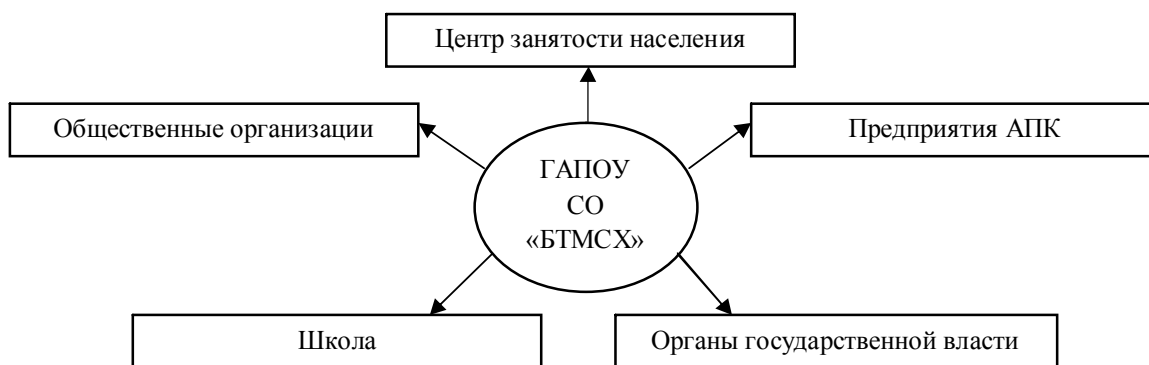 Центр занятости населения
Общественные организации
Предприятия АПК
ГАПОУ
СО
«БТМСХ»
Школа
Органы государственной власти